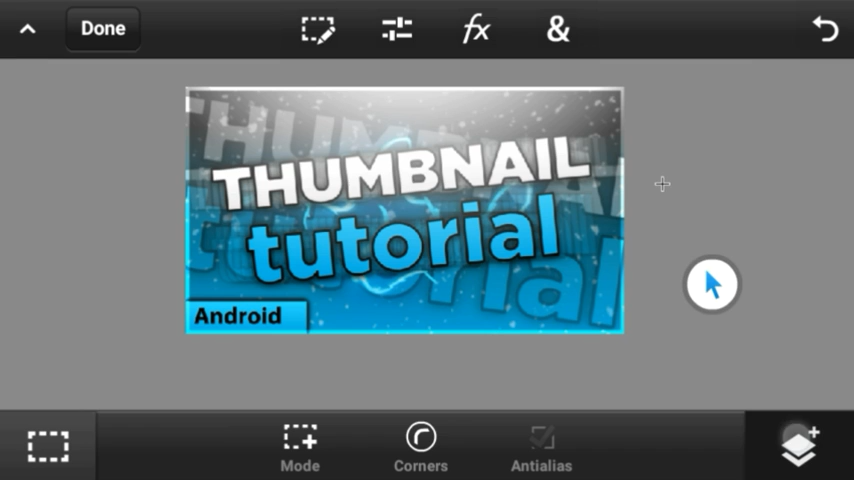 Done
fx
&
THUMBNAIL
tutorial
Android
Mode
Corners
Antialias